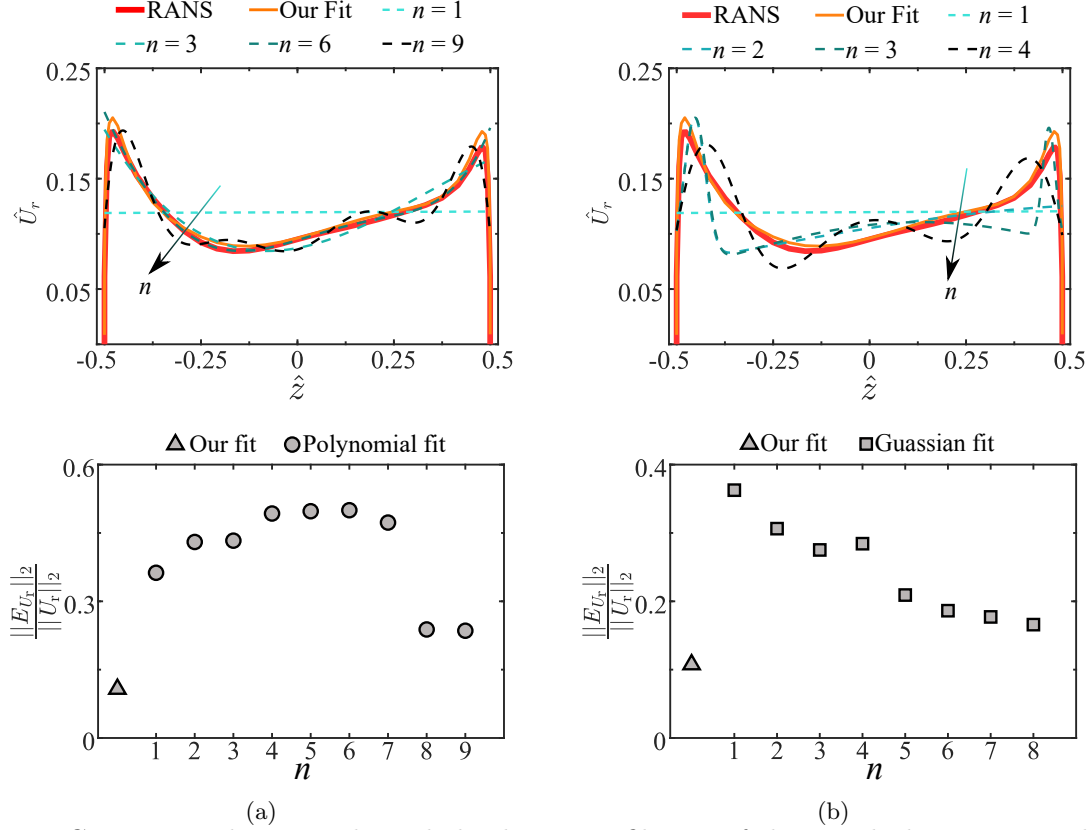 RANS Our Fit n = 1
n = 3 n = 6 n = 9
0.25
0.15
0.05
Û_r
n
-0.5 -0.25 0 0.25 0.5
ẑ
RANS Our Fit n = 1
n = 2 n = 3 n = 4
0.25
0.15
0.05
Û_r
n
-0.5 -0.25 0 0.25 0.5
ẑ
Our fit Polynomial fit
0.6
0.3
0
||E_{U_r}||_2
||U_r||_2
1 2 3 4 5 6 7 8 9
n
(a)
Our fit Guassian fit
0.4
0.2
0
||E_{U_r}||_2
||U_r||_2
1 2 3 4 5 6 7 8
n
(b)